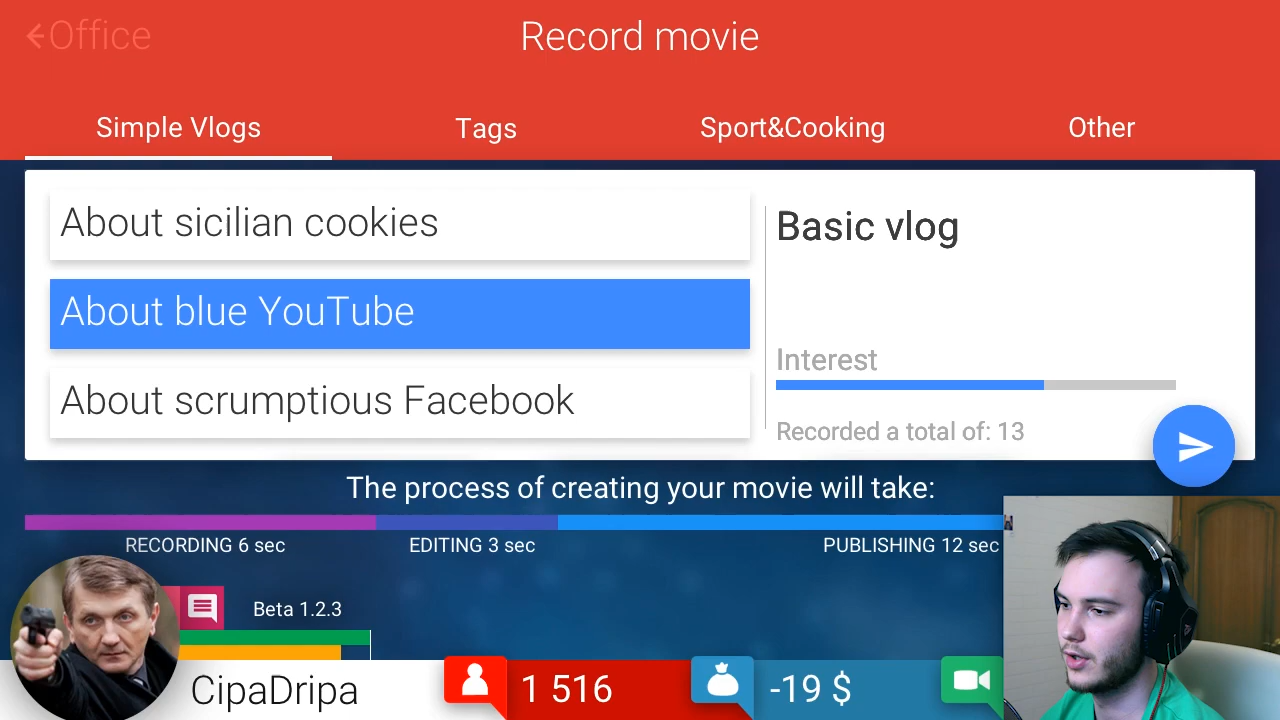 Office
Record movie
Simple Vlogs
Tags
Sport&Cooking
Other
About sicilian cookies
About blue YouTube
About scrumptious Facebook
Basic vlog
Interest
Recorded a total of: 13
The process of creating your movie will take:
RECORDING 6 sec
EDITING 3 sec
PUBLISHING 12 sec
Beta 1.2.3
CipaDripa
1 516
-19 $